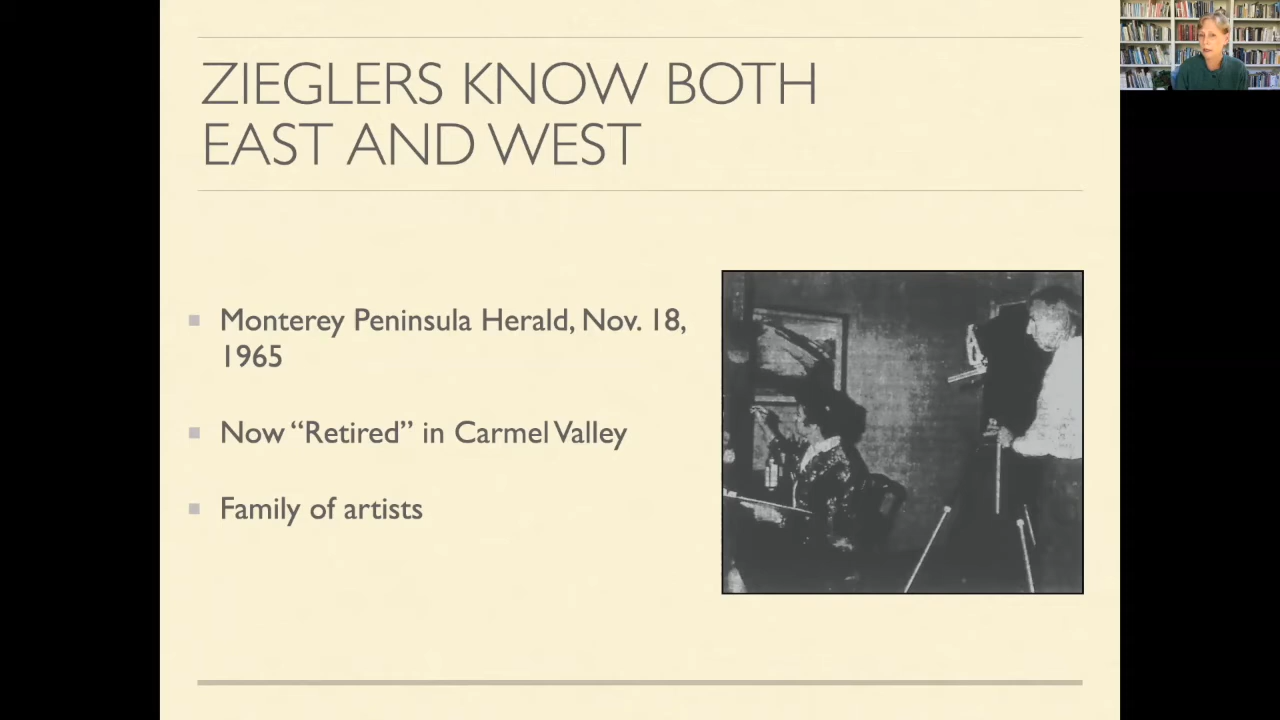 ZIEGLERS KNOW BOTH
EAST AND WEST
Monterey Peninsula Herald, Nov. 18,
1965
Now “Retired” in Carmel Valley
Family of artists